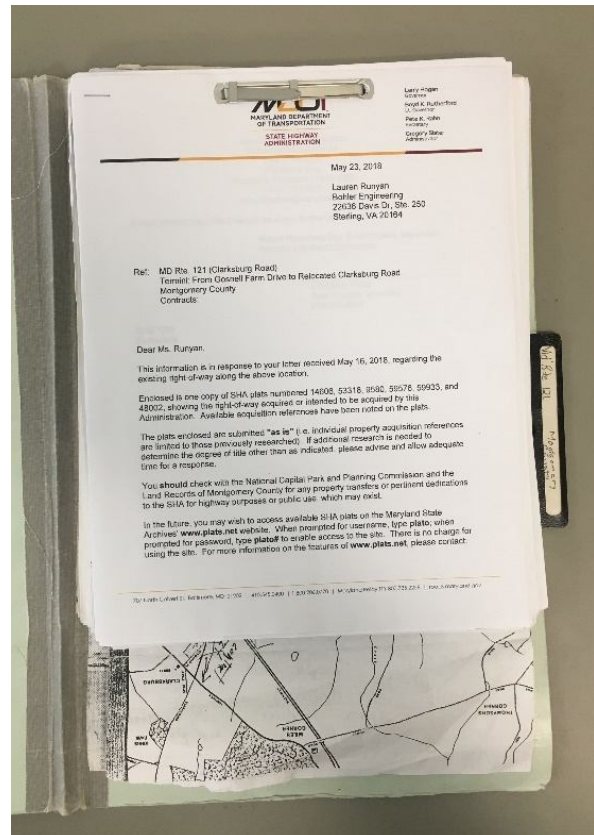 MDOT
MARYLAND DEPARTMENT
OF TRANSPORTATION
STATE HIGHWAY
ADMINISTRATION
Larry Hogan
Governor
Boyd K. Rutherford
Lt. Governor
Pete K. Rahn
Secretary
Gregory Slater
Administrator
May 23, 2018
Lauren Runyan
Bohler Engineering
22636 Davis Dr, Ste. 250
Sterling, VA 20164
Ref: MD Rte. 121 (Clarksburg Road)
Termini: From Gosnell Farm Drive to Relocated Clarksburg Road
Montgomery County
Contracts:
Dear Ms. Runyan,
This information is in response to your letter received May 16, 2018, regarding the
existing right-of-way along the above location.
Enclosed is one copy of SHA plats numbered 14608, 53318, 9580, 59578, 59933, and
48002, showing the right-of-way acquired or intended to be acquired by this
Administration. Available acquisition references have been noted on the plats.
The plats enclosed are submitted "as is" (i.e. individual property acquisition references
are limited to those previously researched). If additional research is needed to
determine the degree of title other than as indicated, please advise and allow adequate
time for a response.
You should check with the National Capital Park and Planning Commission and the
Land Records of Montgomery County for any property transfers or pertinent dedications
to the SHA for highway purposes or public use, which may exist.
In the future, you may wish to access available SHA plats on the Maryland State
Archives' www.plats.net website. When prompted for username, type plato; when
prompted for password, type plato# to enable access to the site. There is no charge for
using the site. For more information on the features of www.plats.net, please contact:
Md Rte 121 Montgomery
CLARKSBURG
THOMPSONS
CORNER
CORNER